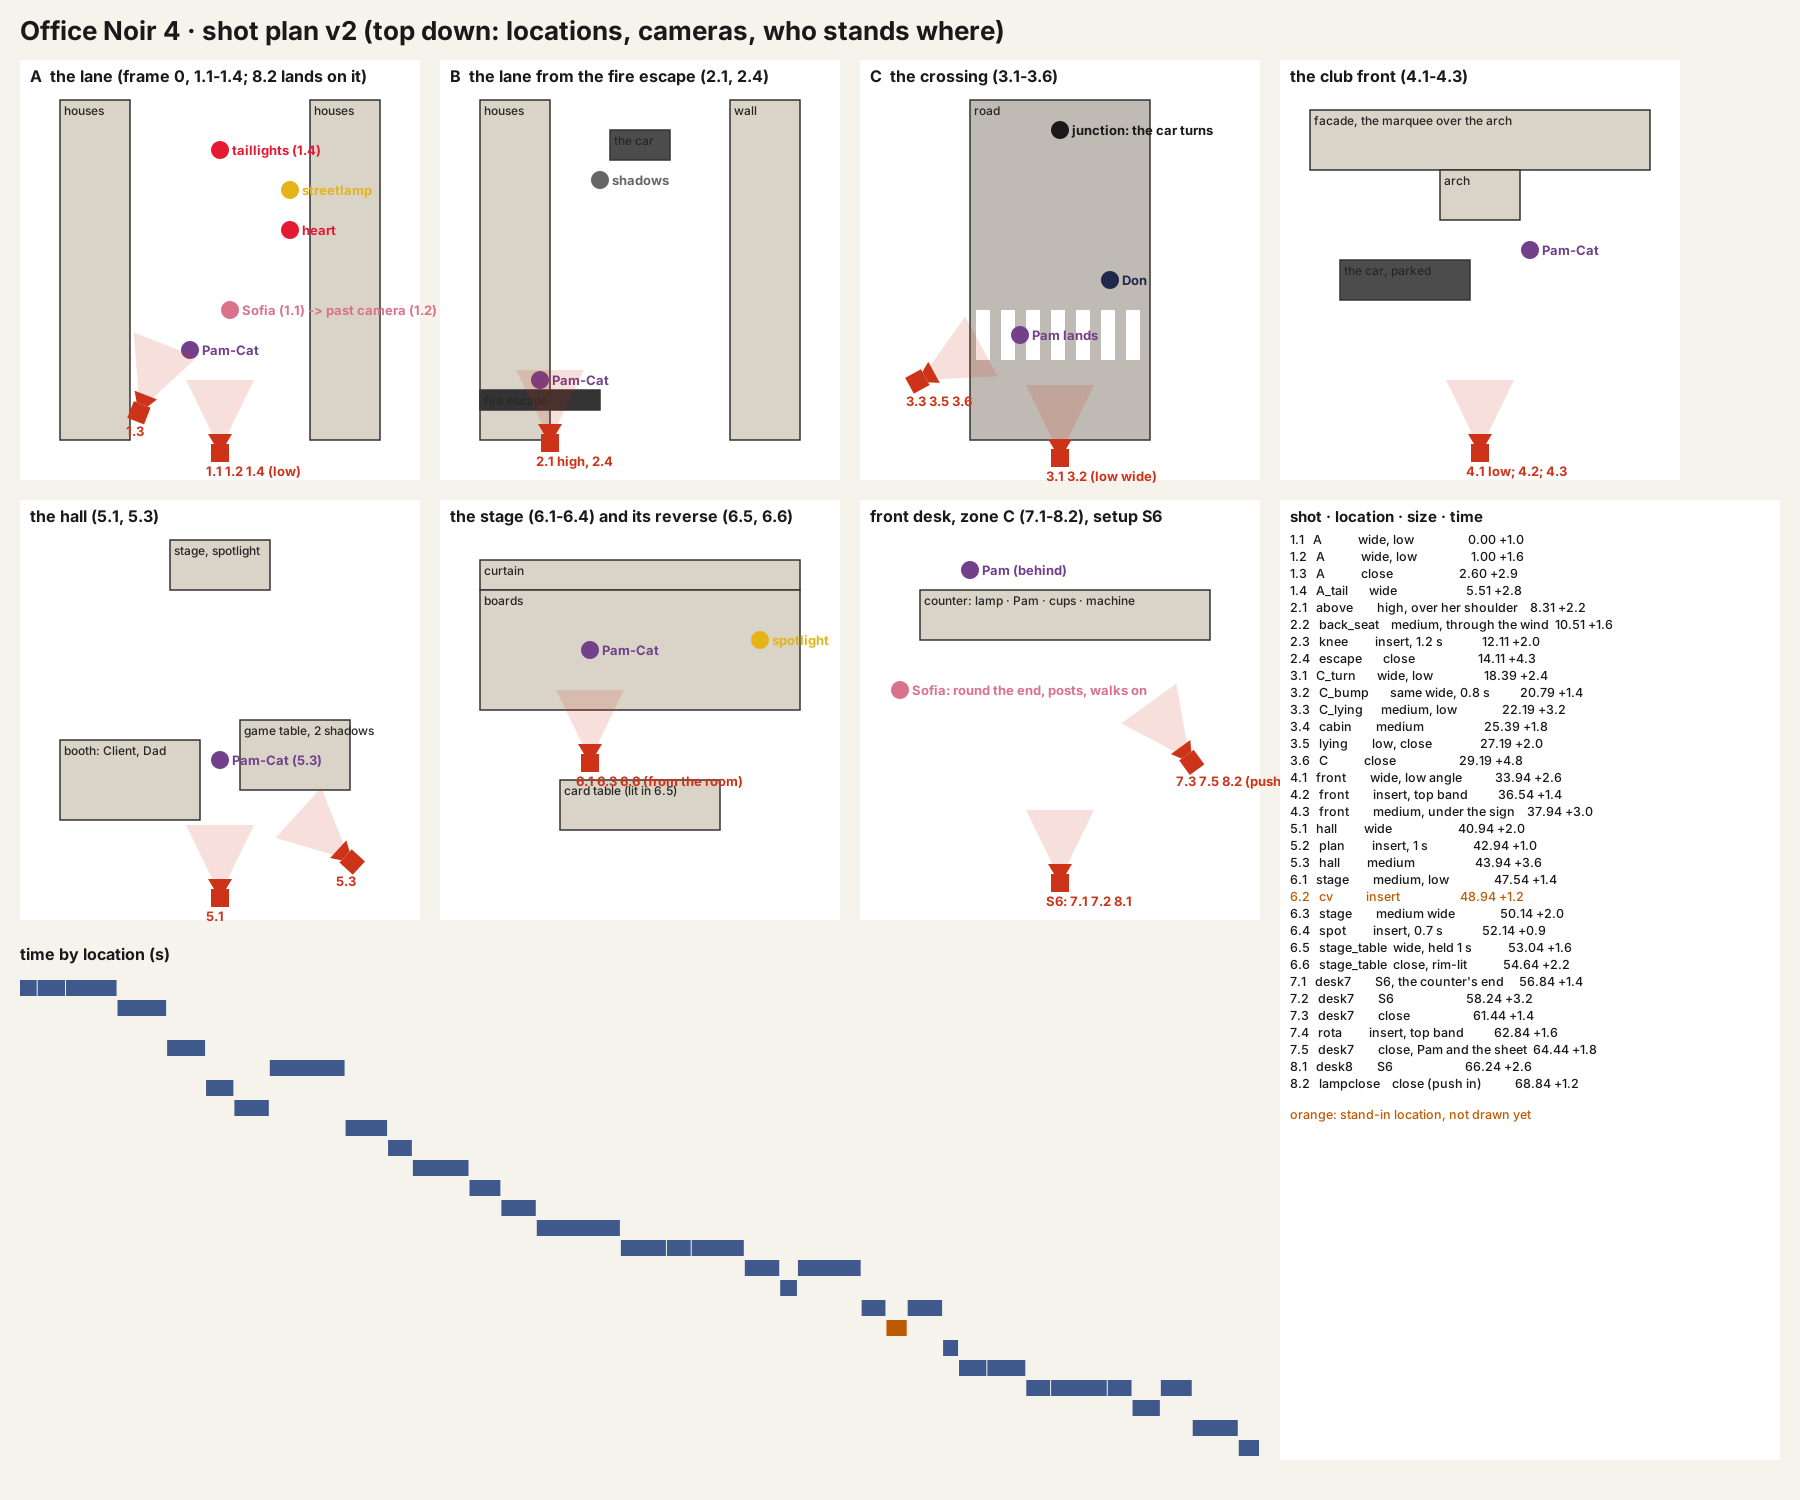 Office Noir 4 · shot plan v2 (top down: locations, cameras, who stands where)
A the lane (frame 0, 1.1-1.4; 8.2 lands on it)
houses
houses
taillights (1.4)
streetlamp
heart
Sofia (1.1) -> past camera (1.2)
Pam-Cat
1.3
1.1 1.2 1.4 (low)
B the lane from the fire escape (2.1, 2.4)
houses
wall
the car
shadows
Pam-Cat
fire escape
2.1 high, 2.4
C the crossing (3.1-3.6)
road
junction: the car turns
Don
Pam lands
3.3 3.5 3.6
3.1 3.2 (low wide)
the club front (4.1-4.3)
facade, the marquee over the arch
arch
Pam-Cat
the car, parked
4.1 low; 4.2; 4.3
the hall (5.1, 5.3)
stage, spotlight
game table, 2 shadows
booth: Client, Dad
Pam-Cat (5.3)
5.3
5.1
the stage (6.1-6.4) and its reverse (6.5, 6.6)
curtain
boards
spotlight
Pam-Cat
6.1 6.3 6.6 (from the room)
card table (lit in 6.5)
front desk, zone C (7.1-8.2), setup S6
Pam (behind)
counter: lamp · Pam · cups · machine
Sofia: round the end, posts, walks on
7.3 7.5 8.2 (push
S6: 7.1 7.2 8.1
shot · location · size · time
1.1 A wide, low 0.00 +1.0
1.2 A wide, low 1.00 +1.6
1.3 A close 2.60 +2.9
1.4 A_tail wide 5.51 +2.8
2.1 above high, over her shoulder 8.31 +2.2
2.2 back_seat medium, through the wind 10.51 +1.6
2.3 knee insert, 1.2 s 12.11 +2.0
2.4 escape close 14.11 +4.3
3.1 C_turn wide, low 18.39 +2.4
3.2 C_bump same wide, 0.8 s 20.79 +1.4
3.3 C_lying medium, low 22.19 +3.2
3.4 cabin medium 25.39 +1.8
3.5 lying low, close 27.19 +2.0
3.6 C close 29.19 +4.8
4.1 front wide, low angle 33.94 +2.6
4.2 front insert, top band 36.54 +1.4
4.3 front medium, under the sign 37.94 +3.0
5.1 hall wide 40.94 +2.0
5.2 plan insert, 1 s 42.94 +1.0
5.3 hall medium 43.94 +3.6
6.1 stage medium, low 47.54 +1.4
6.2 cv insert 48.94 +1.2
6.3 stage medium wide 50.14 +2.0
6.4 spot insert, 0.7 s 52.14 +0.9
6.5 stage_table wide, held 1 s 53.04 +1.6
6.6 stage_table close, rim-lit 54.64 +2.2
7.1 desk7 S6, the counter's end 56.84 +1.4
7.2 desk7 S6 58.24 +3.2
7.3 desk7 close 61.44 +1.4
7.4 rota insert, top band 62.84 +1.6
7.5 desk7 close, Pam and the sheet 64.44 +1.8
8.1 desk8 S6 66.24 +2.6
8.2 lampclose close (push in) 68.84 +1.2
orange: stand-in location, not drawn yet
time by location (s)